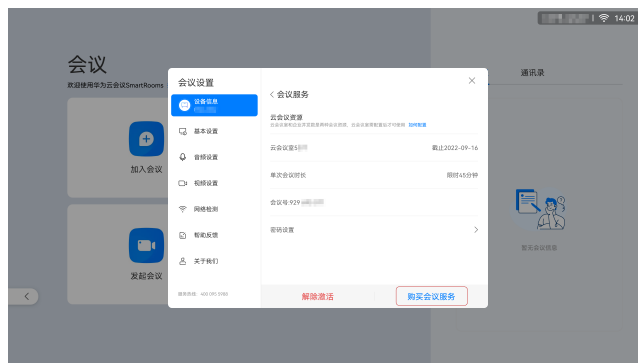 14:02
会议
欢迎使用华为云会议SmartRooms
加入会议
发起会议
通讯录
暂无会议信息
会议设置
设备信息
基本设置
音频设置
视频设置
网络检测
帮助反馈
关于我们
服务热线 400 095 5988
会议服务
云会议资源
如何配置
云会议室5
截止2022-09-16
单次会议时长
限时45分钟
会议号:929
密码设置
解除激活
购买会议服务